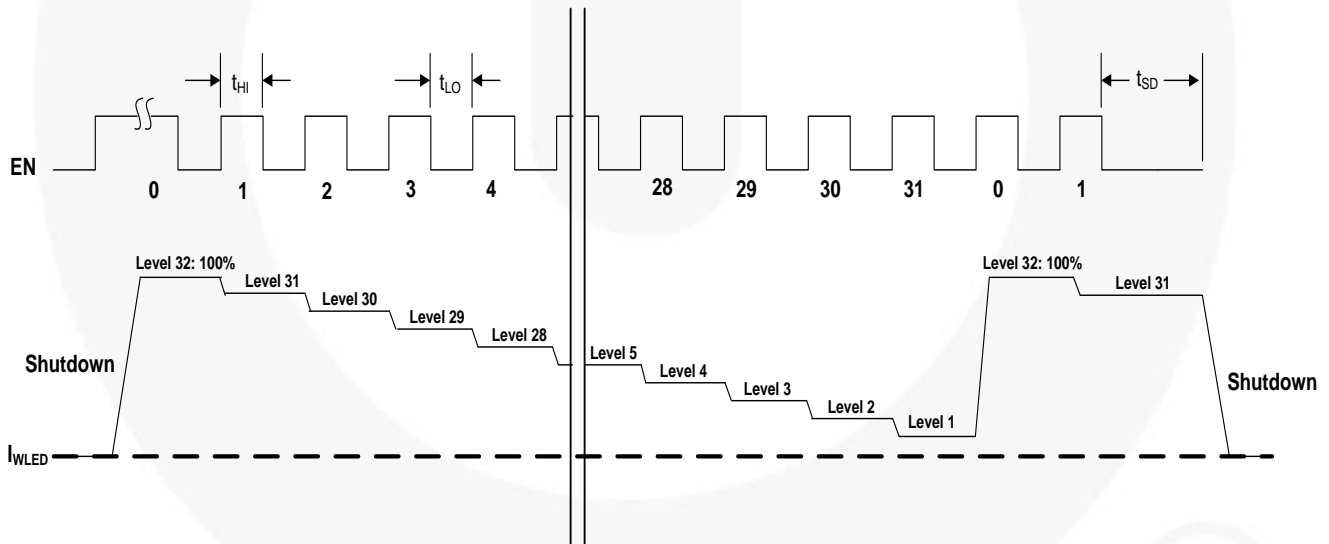 tHI
tLO
tSD
EN
0 1 2 3 4 28 29 30 31 0 1
Level 32: 100%
Level 31
Level 30
Level 29
Level 28
Level 5
Level 4
Level 3
Level 2
Level 1
Level 32: 100%
Level 31
Shutdown
Shutdown
IWLED